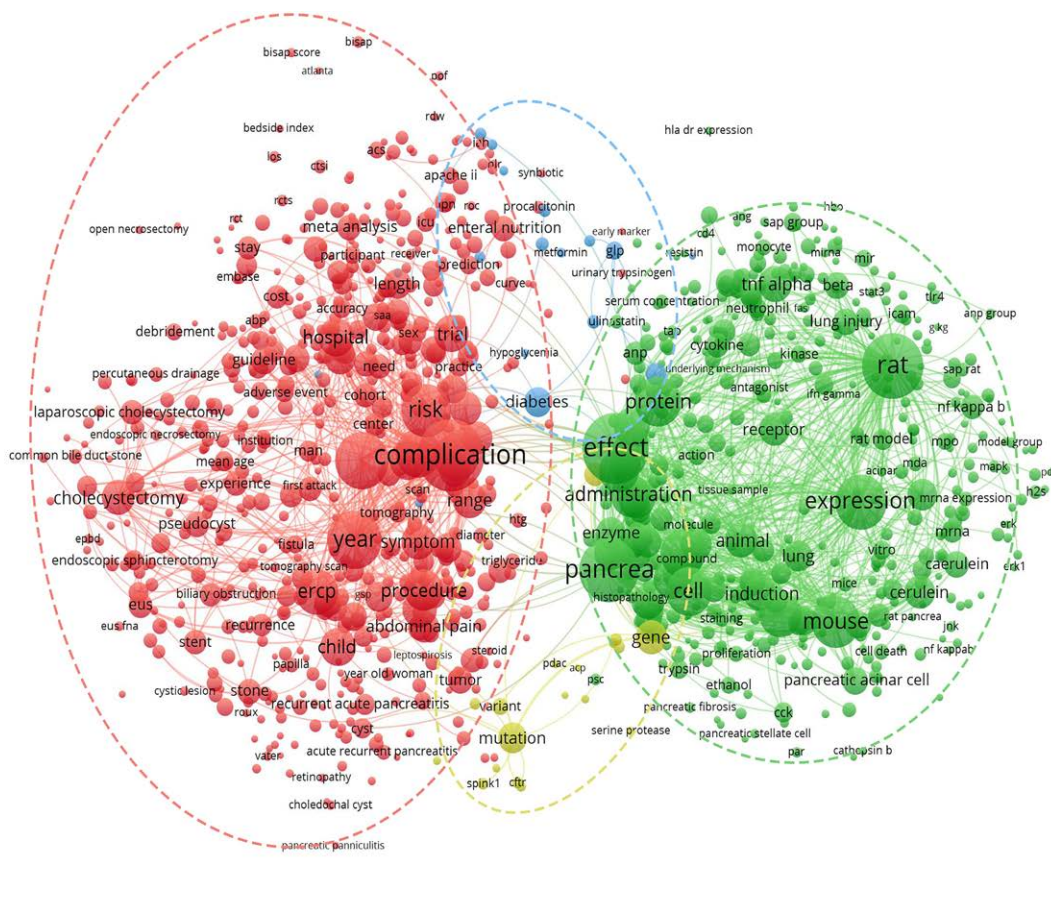 bisap
bisap score
atlanta
pof
rdw
bedside index
hla dr expression
acs
los
ctsi
apache ii
synbiotic
rcts
ipn
roc
procalcitonin
hbo
rct
icu
ang
sap group
open necrosectomy
meta analysis
enteral nutrition
early marker
cd4
stay
participant
receiver
metformin
glp
resistin
monocyte
mirna
mir
embase
prediction
urinary trypsinogen
length
curve
tnf alpha
beta
stat3
cost
serum concentration
tlr4
abp
accuracy
saa
neutrophil
fas
icam
anp group
debridement
hospital
sex
trial
ulinastatin
tap
lung injury
gikg
guideline
need
practice
hypoglycemia
anp
cytokine
kinase
rat
sap rat
percutaneous drainage
underlying mechanism
adverse event
cohort
antagonist
ifn gamma
laparoscopic cholecystectomy
risk
diabetes
protein
nf kappa b
center
endoscopic necrosectomy
institution
receptor
rat model
mpo
model group
common bile duct stone
mean age
man
complication
effect
action
acinar
mda
mapk
experience
first attack
scan
tissue sample
h2s
cholecystectomy
range
administration
expression
mrna expression
pseudocyst
tomography
htg
molecule
erk
epbd
fistula
year
symptom
diameter
enzyme
animal
mrna
endoscopic sphincterotomy
tomography scan
triglyceride
pancrea
compound
lung
vitro
caerulein
erk1
biliary obstruction
ercp
gsp
procedure
histopathology
cell
induction
mice
cerulein
eus
eus fna
recurrence
abdominal pain
staining
mouse
rat pancrea
jnk
stent
child
gene
leptospirosis
steroid
proliferation
cell death
nf kappab
papilla
pdac
acp
trypsin
year old woman
tumor
psc
ethanol
pancreatic acinar cell
cystic lesion
stone
recurrent acute pancreatitis
variant
pancreatic fibrosis
cck
roux
cyst
serine protease
pancreatic stellate cell
mutation
vater
acute recurrent pancreatitis
par
cathepsin b
retinopathy
spink1
cftr
choledochal cyst
pancreatic panniculitis